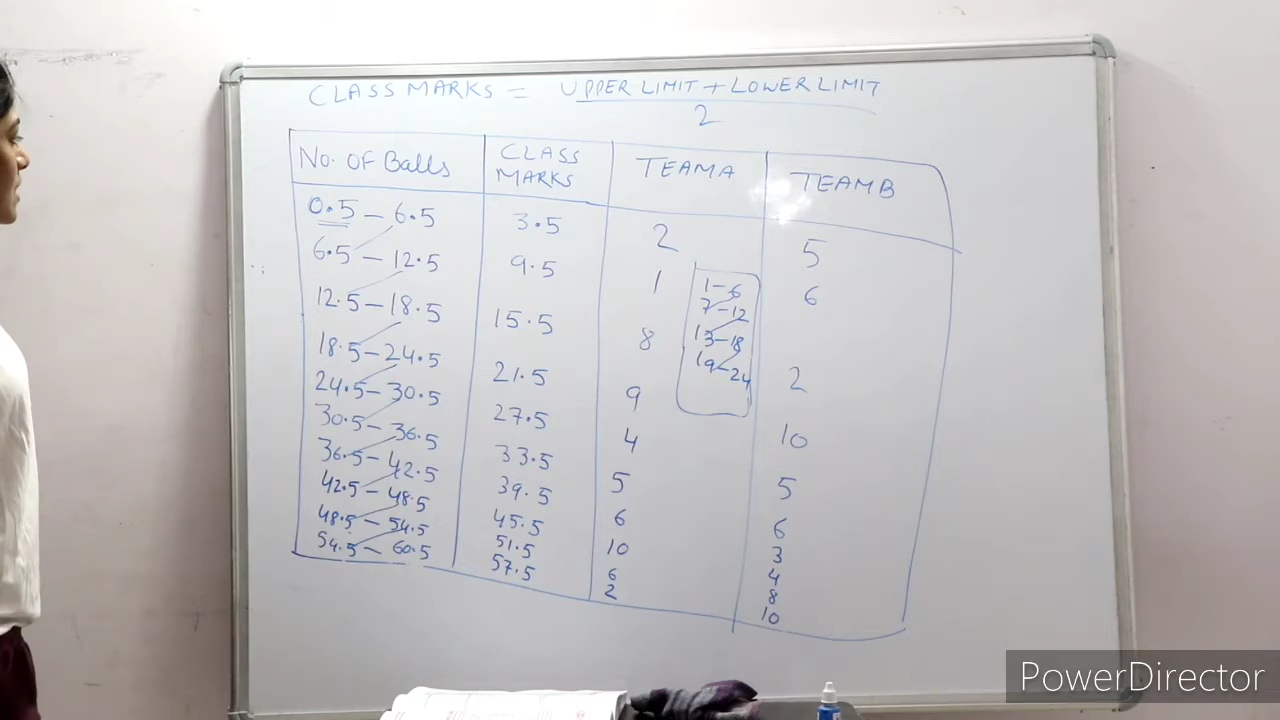 CLASS MARKS = UPPER LIMIT + LOWER LIMIT
2
No. OF Balls CLASS MARKS TEAM A TEAM B
0.5 – 6.5 3.5 2 5
6.5 – 12.5 9.5 1 6
12.5 – 18.5 15.5 8 2
18.5 – 24.5 21.5 9 10
24.5 – 30.5 27.5 4 5
30.5 – 36.5 33.5 5 6
36.5 – 42.5 39.5 6 3
42.5 – 48.5 45.5 10 4
48.5 – 54.5 51.5 6 8
54.5 – 60.5 57.5 2 10
1 – 6
7 – 12
13 – 18
19 – 24
PowerDirector